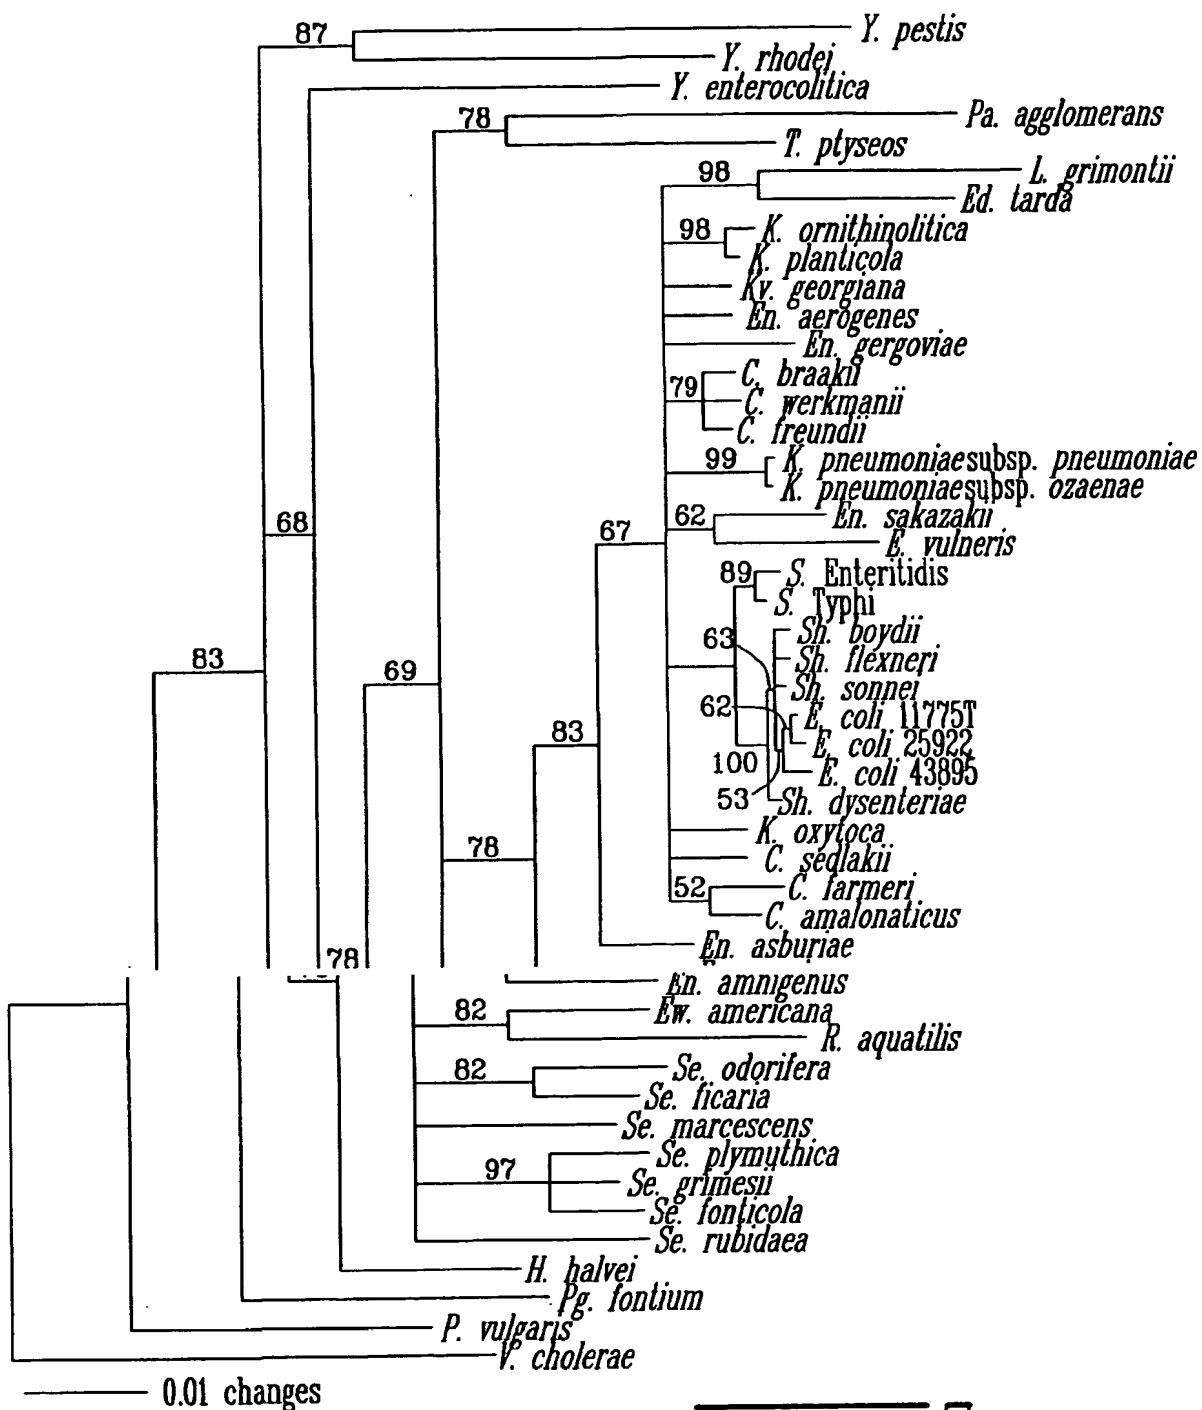 87
Y. pestis
Y. rhodei
Y. enterocolitica
78
Pa. agglomerans
T. ptyseos
98
L. grimontii
Ed. tarda
98
K. ornithinolitica
K. planticola
Kv. georgiana
En. aerogenes
En. gergoviae
79
C. braakii
C. werkmanii
C. freundii
99
K. pneumoniae subsp. pneumoniae
K. pneumoniae subsp. ozaenae
68
67
62
En. sakazakii
E. vulneris
89
S. Enteritidis
S. Typhi
83
69
63
Sh. boydii
Sh. flexneri
Sh. sonnei
62
E. coli 11775T
83
E. coli 25922
100
E. coli 43895
53
Sh. dysenteriae
K. oxytoca
78
C. sedlakii
52
C. farmeri
C. amalonaticus
En. asburiae
78
En. amnigenus
82
Ew. americana
R. aquatilis
82
Se. odorifera
Se. ficaria
Se. marcescens
97
Se. plymuthica
Se. grimesii
Se. fonticola
Se. rubidaea
H. halvei
Pg. fontium
P. vulgaris
V. cholerae
0.01 changes